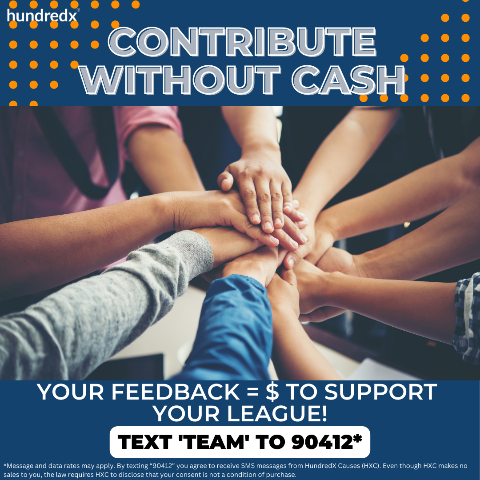 hundredx
CONTRIBUTE
WITHOUT CASH
YOUR FEEDBACK = $ TO SUPPORT
YOUR LEAGUE!
TEXT 'TEAM' TO 90412*
*Message and data rates may apply. By texting "90412" you agree to receive SMS messages from HundredX Causes (HXC). Even though HXC makes no
sales to you, the law requires HXC to disclose that your consent is not a condition of purchase.